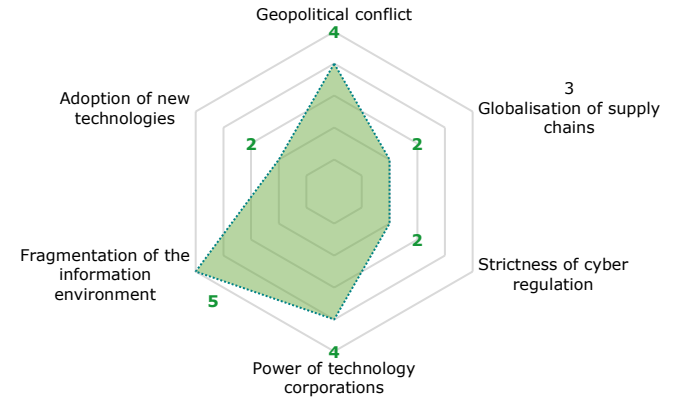 Geopolitical conflict
4
3
Globalisation of supply
chains
2
Strictness of cyber
regulation
2
Power of technology
corporations
4
Fragmentation of the
information
environment
5
Adoption of new
technologies
2